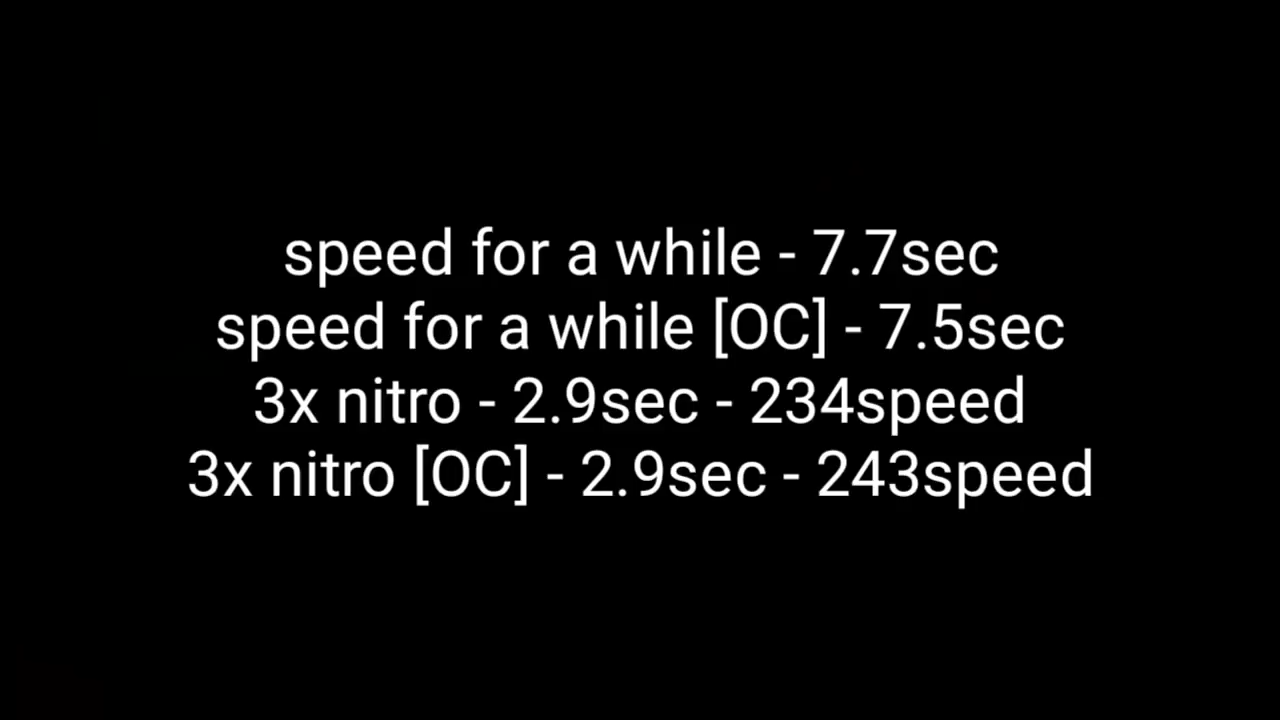 speed for a while - 7.7sec
speed for a while [OC] - 7.5sec
3x nitro - 2.9sec - 234speed
3x nitro [OC] - 2.9sec - 243speed